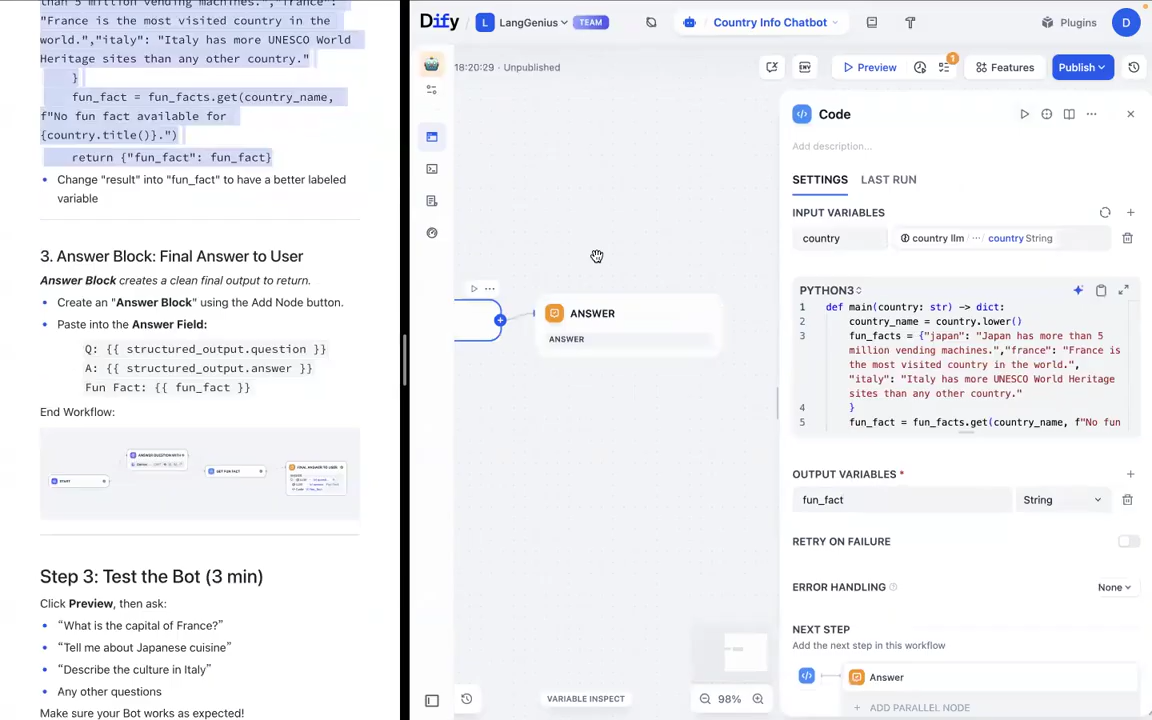 than 5 million vending machines.","france":
"France is the most visited country in the
world.","italy": "Italy has more UNESCO World
Heritage sites than any other country."
}
fun_fact = fun_facts.get(country_name,
f"No fun fact available for
{country.title()}.")
return {"fun_fact": fun_fact}
Change "result" into "fun_fact" to have a better labeled
variable
3. Answer Block: Final Answer to User
Answer Block creates a clean final output to return.
Create an "Answer Block" using the Add Node button.
Paste into the Answer Field:
Q: {{ structured_output.question }}
A: {{ structured_output.answer }}
Fun Fact: {{ fun_fact }}
End Workflow:
START
GET FUN FACT
FINAL ANSWER TO USER
Step 3: Test the Bot (3 min)
Click Preview, then ask:
“What is the capital of France?”
“Tell me about Japanese cuisine”
“Describe the culture in Italy”
Any other questions
Make sure your Bot works as expected!
Dify / L LangGenius TEAM
Country Info Chatbot
Plugins
D
18:20:29 · Unpublished
ENV
Preview
1
Features
Publish
ANSWER
ANSWER
VARIABLE INSPECT
98%
Code
Add description...
SETTINGS
LAST RUN
INPUT VARIABLES
country
country llm / ··· country String
PYTHON3
1 def main(country: str) -> dict:
2 country_name = country.lower()
3 fun_facts = {"japan": "Japan has more than 5
million vending machines.","france": "France is
the most visited country in the world.",
"italy": "Italy has more UNESCO World Heritage
sites than any other country."
4 }
5 fun_fact = fun_facts.get(country_name, f"No fun
OUTPUT VARIABLES *
fun_fact
String
RETRY ON FAILURE
ERROR HANDLING
None
NEXT STEP
Add the next step in this workflow
Answer
+ ADD PARALLEL NODE